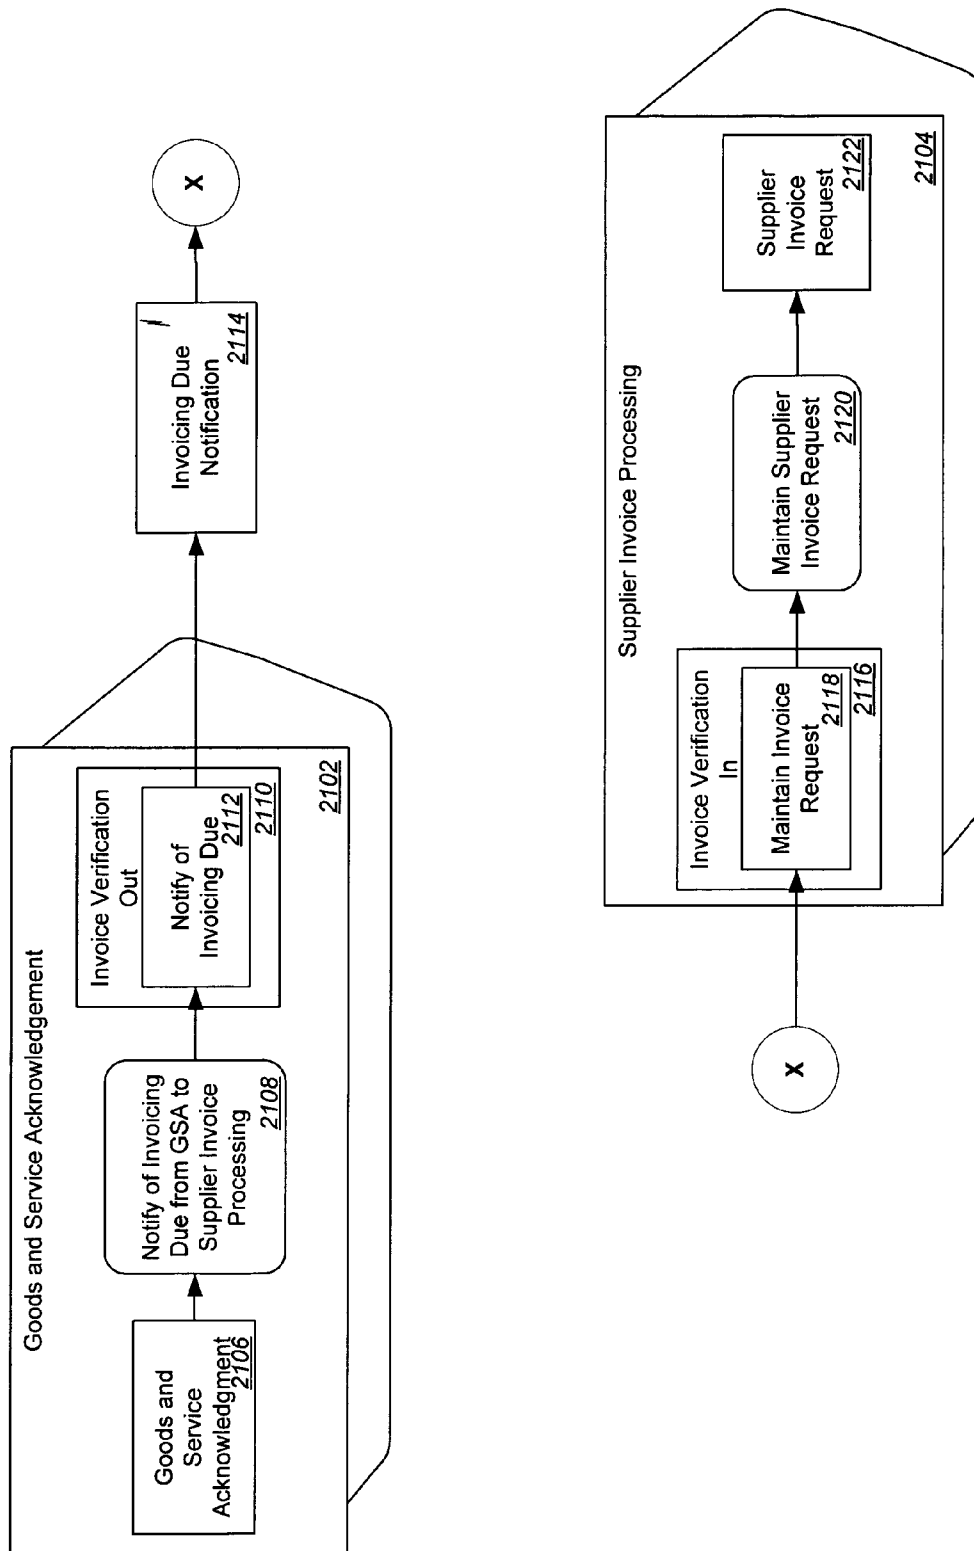 Goods and Service Acknowledgement
Goods and
Service
Acknowledgment
2106
Notify of Invoicing
Due from GSA to
Supplier Invoice
Processing
2108
Invoice Verification
Out
Notify of
Invoicing Due
2112
2110
2102
Invoicing Due
Notification
2114
X
X
Supplier Invoice Processing
Invoice Verification
In
Maintain Invoice
Request
2118
2116
Maintain Supplier
Invoice Request
2120
Supplier
Invoice
Request
2122
2104